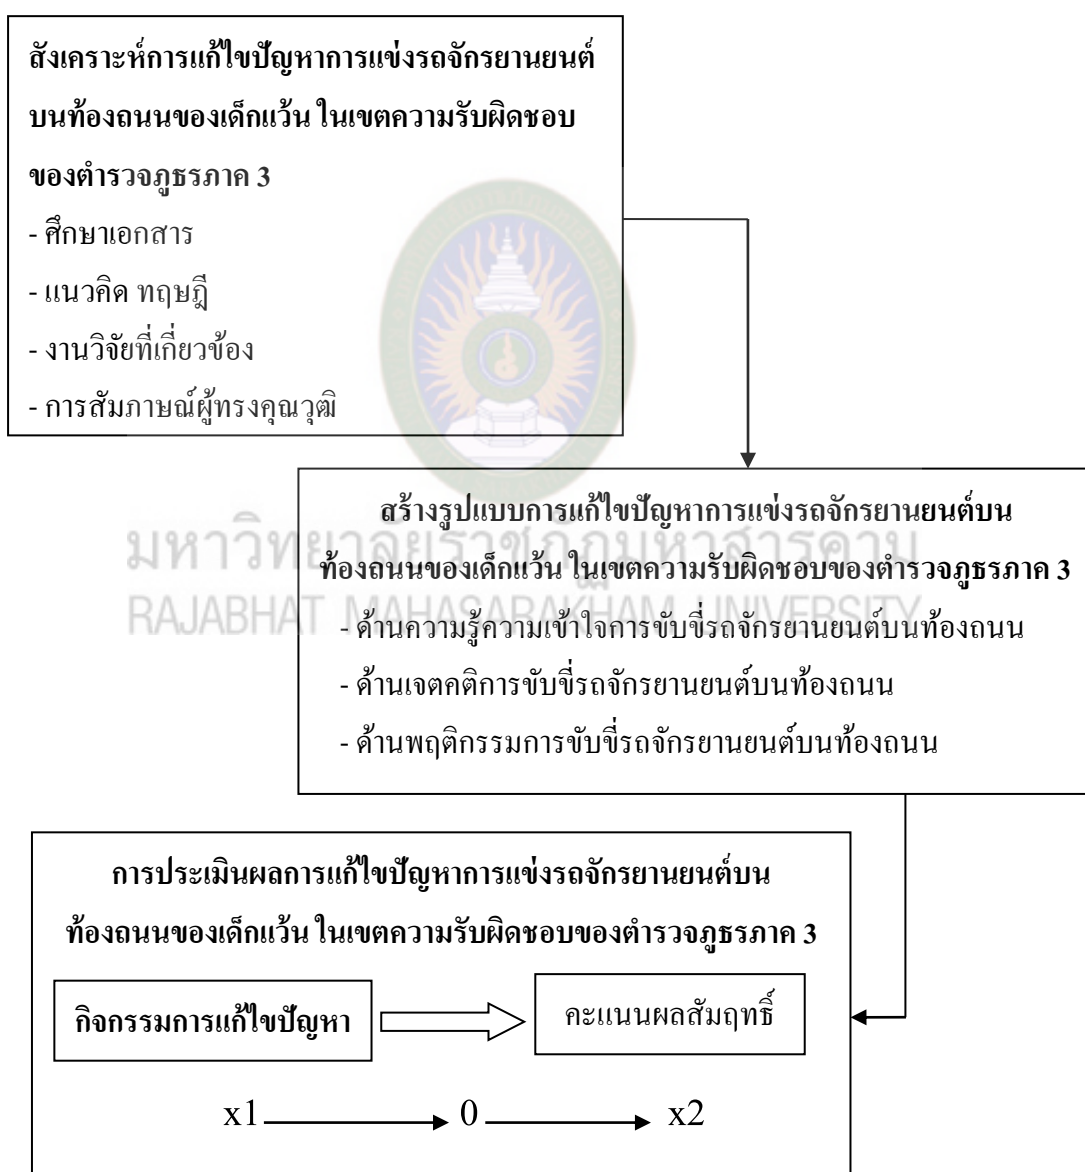 สังเคราะห์การแก้ไขปัญหาการแข่งรถจักรยานยนต์
บนท้องถนนของเด็กแว้น ในเขตความรับผิดชอบ
ของตำรวจภูธรภาค 3
- ศึกษาเอกสาร
- แนวคิด ทฤษฎี
- งานวิจัยที่เกี่ยวข้อง
- การสัมภาษณ์ผู้ทรงคุณวุฒิ
สร้างรูปแบบการแก้ไขปัญหาการแข่งรถจักรยานยนต์บน
ท้องถนนของเด็กแว้น ในเขตความรับผิดชอบของตำรวจภูธรภาค 3
- ด้านความรู้ความเข้าใจการขับขี่รถจักรยานยนต์บนท้องถนน
- ด้านเจตคติการขับขี่รถจักรยานยนต์บนท้องถนน
- ด้านพฤติกรรมการขับขี่รถจักรยานยนต์บนท้องถนน
มหาวิทยาลัยราชภัฏมหาสารคาม
RAJABHAT MAHASARAKHAM UNIVERSITY
การประเมินผลการแก้ไขปัญหาการแข่งรถจักรยานยนต์บน
ท้องถนนของเด็กแว้น ในเขตความรับผิดชอบของตำรวจภูธรภาค 3
กิจกรรมการแก้ไขปัญหา
คะแนนผลสัมฤทธิ์
x1 0 x2